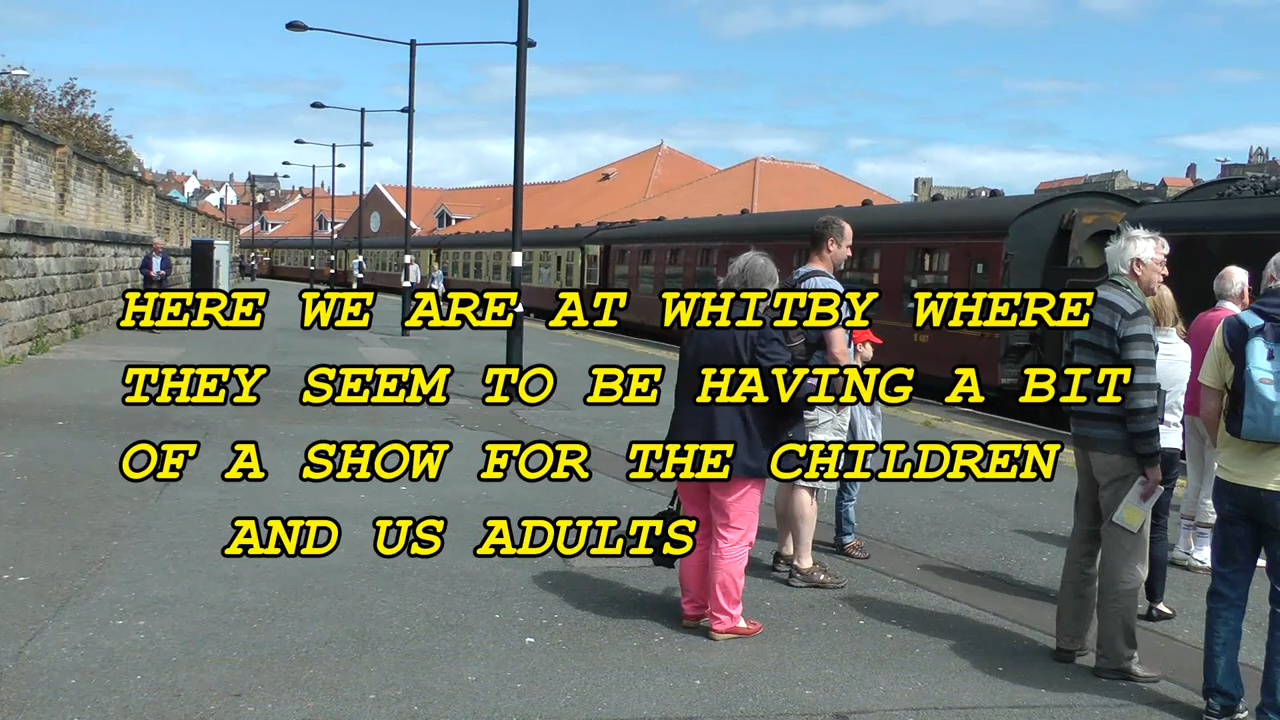 HERE WE ARE AT WHITBY WHERE
THEY SEEM TO BE HAVING A BIT
OF A SHOW FOR THE CHILDREN
AND US ADULTS